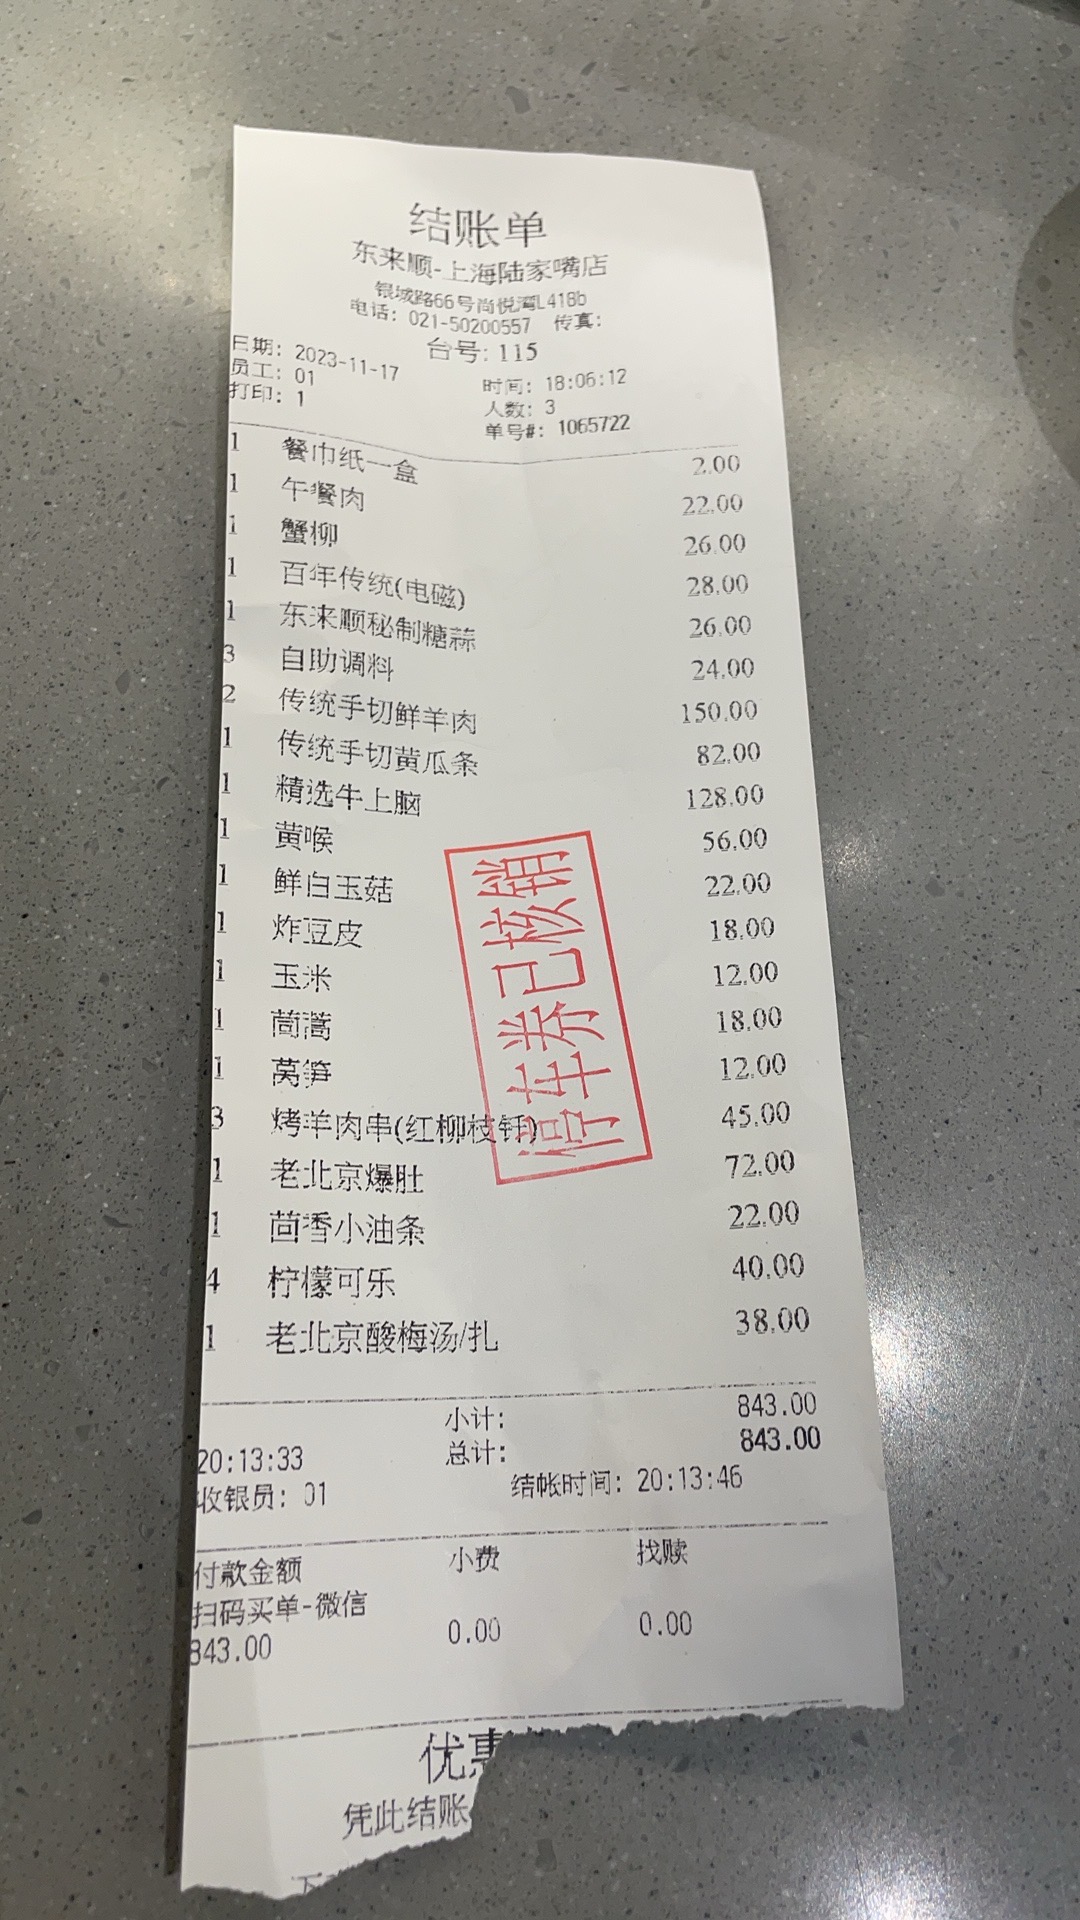 结账单
东来顺-上海陆家嘴店
银城路66号尚悦湾L418b
电话: 021-50200557 传真:
台号: 115
日期: 2023-11-17 时间: 18:06:12
员工: 01 人数: 3
打印: 1 单号#: 1065722
1 餐巾纸一盒 2.00
1 午餐肉 22.00
1 蟹柳 26.00
1 百年传统(电磁) 28.00
1 东来顺秘制糖蒜 26.00
3 自助调料 24.00
2 传统手切鲜羊肉 150.00
1 传统手切黄瓜条 82.00
1 精选牛上脑 128.00
1 黄喉 56.00
1 鲜白玉菇 22.00
1 炸豆皮 18.00
1 玉米 12.00
1 茼蒿 18.00
1 莴笋 12.00
3 烤羊肉串(红柳枝钎) 45.00
1 老北京爆肚 72.00
1 茴香小油条 22.00
4 柠檬可乐 40.00
1 老北京酸梅汤/扎 38.00
停车券已核销
小计: 843.00
20:13:33 总计: 843.00
收银员: 01 结帐时间: 20:13:46
付款金额 小费 找赎
扫码买单-微信
843.00 0.00 0.00
优惠
凭此结账